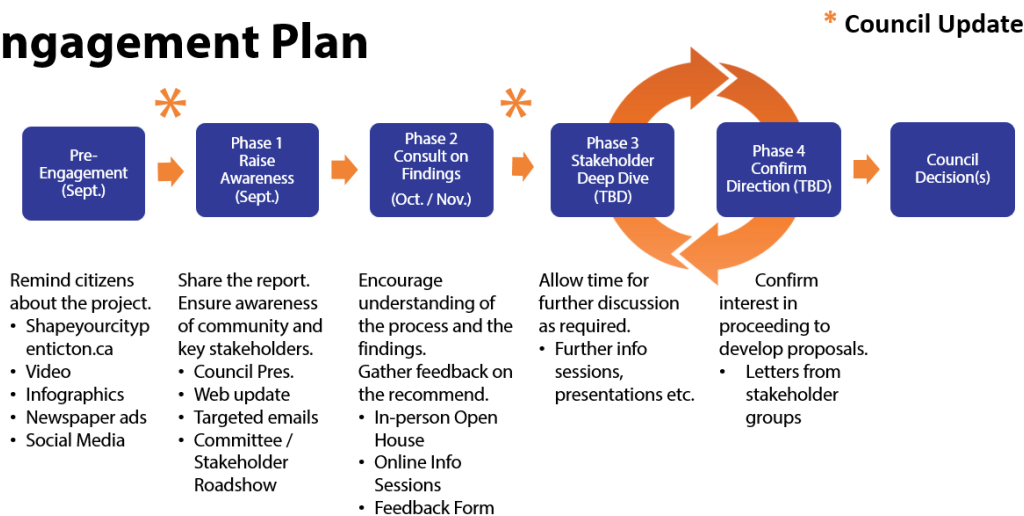 ngagement Plan
* Council Update
*
*
Pre-
Engagement
(Sept.)
Phase 1
Raise
Awareness
(Sept.)
Phase 2
Consult on
Findings
(Oct. / Nov.)
Phase 3
Stakeholder
Deep Dive
(TBD)
Phase 4
Confirm
Direction (TBD)
Council
Decision(s)
Remind citizens
about the project.
• Shapeyourcityp
enticton.ca
• Video
• Infographics
• Newspaper ads
• Social Media
Share the report.
Ensure awareness
of community and
key stakeholders.
• Council Pres.
• Web update
• Targeted emails
• Committee /
Stakeholder
Roadshow
Encourage
understanding of
the process and the
findings.
Gather feedback on
the recommend.
• In-person Open
House
• Online Info
Sessions
• Feedback Form
Allow time for
further discussion
as required.
• Further info
sessions,
presentations etc.
Confirm
interest in
proceeding to
develop proposals.
• Letters from
stakeholder
groups